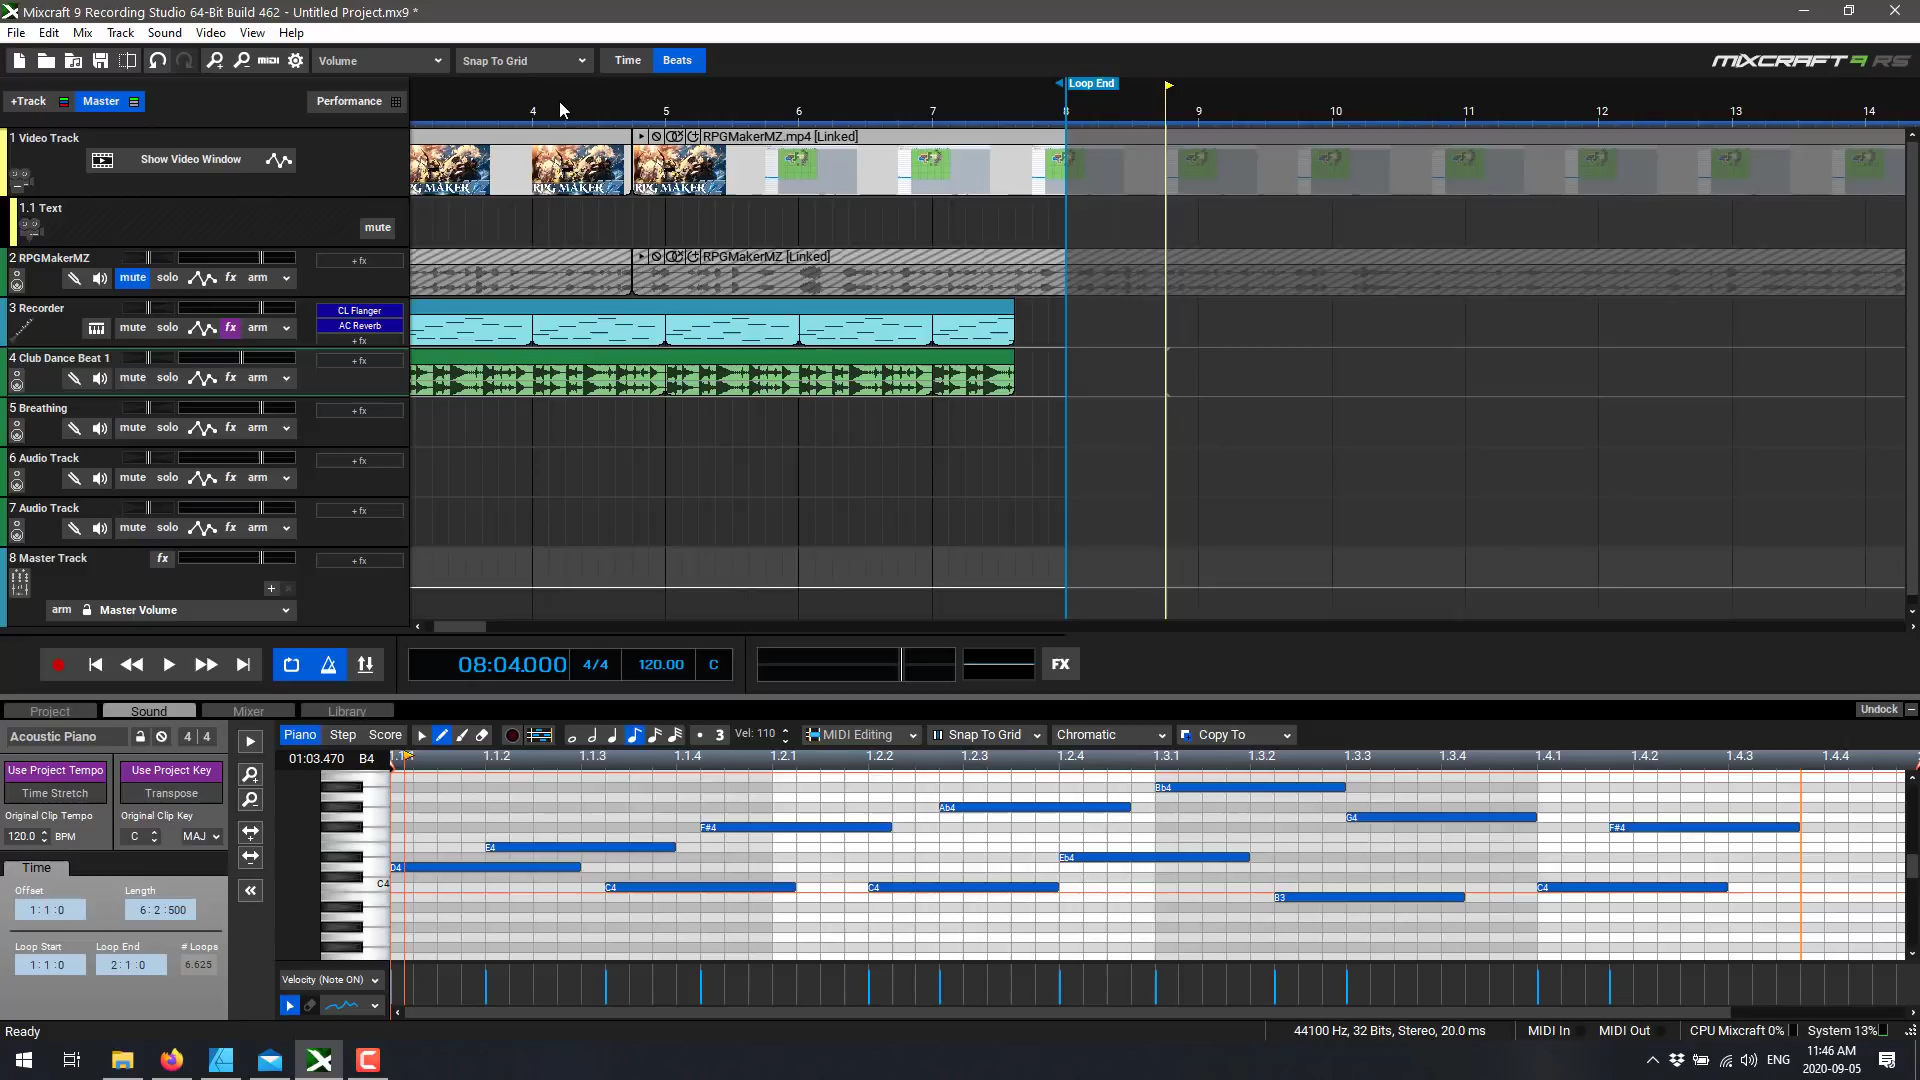 Mixcraft 9 Recording Studio 64-Bit Build 462 - Untitled Project.mx9 *
File Edit Mix Track Sound Video View Help
MIDI Volume Snap To Grid Time Beats MIXCRAFT 9 RS
+Track Master Performance
Loop End
4 5 6 7 8 9 10 11 12 13 14
1 Video Track
RPGMakerMZ.mp4 [Linked]
Show Video Window
RPG MAKER RPG MAKER
1.1 Text
mute
2 RPGMakerMZ +fx
RPGMakerMZ [Linked]
mute solo fx arm
3 Recorder CL Flanger
AC Reverb
mute solo fx arm +fx
4 Club Dance Beat 1 +fx
mute solo fx arm
5 Breathing +fx
mute solo fx arm
6 Audio Track +fx
mute solo fx arm
7 Audio Track +fx
mute solo fx arm
8 Master Track fx +fx
arm Master Volume
08:04.000 4/4 120.00 C FX
Project Sound Mixer Library Undock
Acoustic Piano 4 4
Piano Step Score 3 Vel: 110 MIDI Editing Snap To Grid Chromatic Copy To
01:03.470 B4
1.1.2 1.1.3 1.1.4 1.2.1 1.2.2 1.2.3 1.2.4 1.3.1 1.3.2 1.3.3 1.3.4 1.4.1 1.4.2 1.4.3 1.4.4
Use Project Tempo Use Project Key
Time Stretch Transpose
Original Clip Tempo Original Clip Key
120.0 BPM C MAJ
Bb4
Ab4
G4
F#4 F#4
E4
Eb4
D4
C4 C4 C4 C4
B3
Time
Offset Length
1:1:0 6:2:500
Loop Start Loop End # Loops
1:1:0 2:1:0 6.625
Velocity (Note ON)
Ready
44100 Hz, 32 Bits, Stereo, 20.0 ms MIDI In MIDI Out CPU Mixcraft 0% System 13%
ENG
11:46 AM
2020-09-05